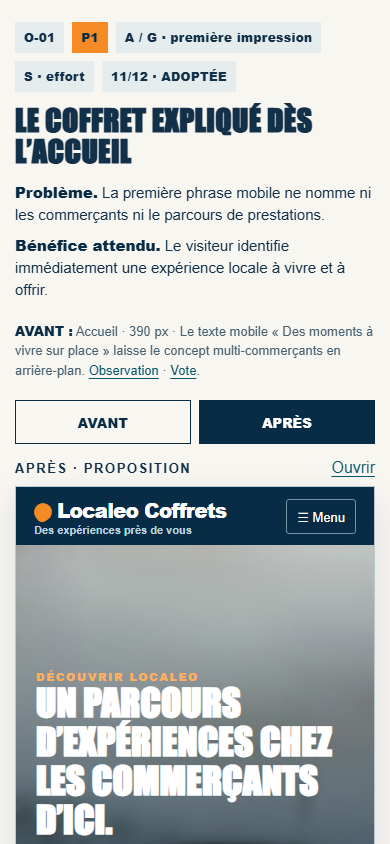 O-01 P1 A / G · première impression
S · effort 11/12 · ADOPTÉE
LE COFFRET EXPLIQUÉ DÈS
L'ACCUEIL
Problème. La première phrase mobile ne nomme ni
les commerçants ni le parcours de prestations.
Bénéfice attendu. Le visiteur identifie
immédiatement une expérience locale à vivre et à
offrir.
AVANT : Accueil · 390 px · Le texte mobile « Des moments à
vivre sur place » laisse le concept multi-commerçants en
arrière-plan. Observation · Vote.
AVANT APRÈS
APRÈS · PROPOSITION Ouvrir
Localeo Coffrets
Des expériences près de vous
☰ Menu
DÉCOUVRIR LOCALEO
UN PARCOURS
D'EXPÉRIENCES CHEZ
LES COMMERÇANTS
D'ICI.